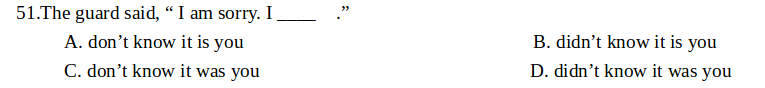 51.The guard said, “ I am sorry. I ____ .”
A. don’t know it is you B. didn’t know it is you
C. don’t know it was you D. didn’t know it was you